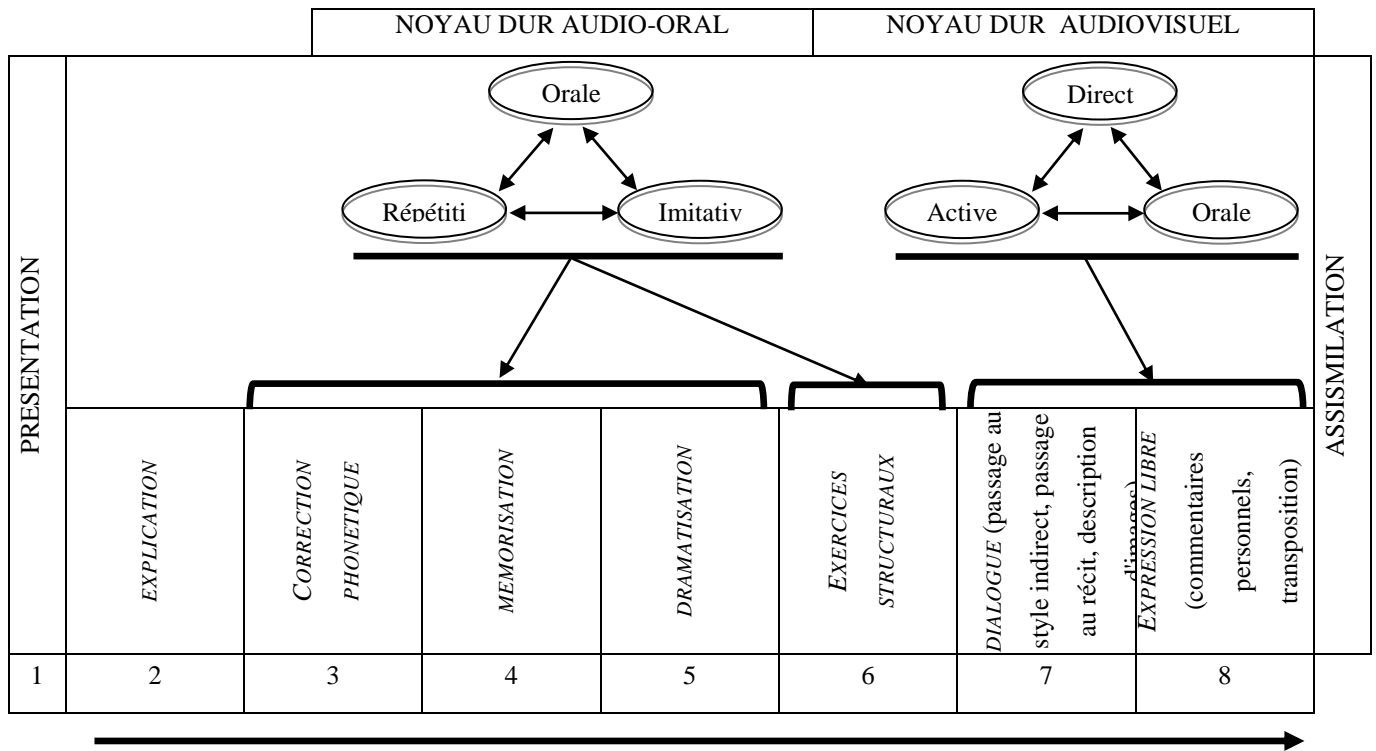 NOYAU DUR AUDIO-ORAL
NOYAU DUR AUDIOVISUEL
Orale
Direct
Répétiti
Imitativ
Active
Orale
PRESENTATION
EXPLICATION
CORRECTION
PHONETIQUE
MEMORISATION
DRAMATISATION
EXERCICES
STRUCTURAUX
DIALOGUE (passage au
style indirect, passage
au récit, description
d'images)
EXPRESSION LIBRE
(commentaires
personnels,
transposition)
ASSISMILATION
1
2
3
4
5
6
7
8